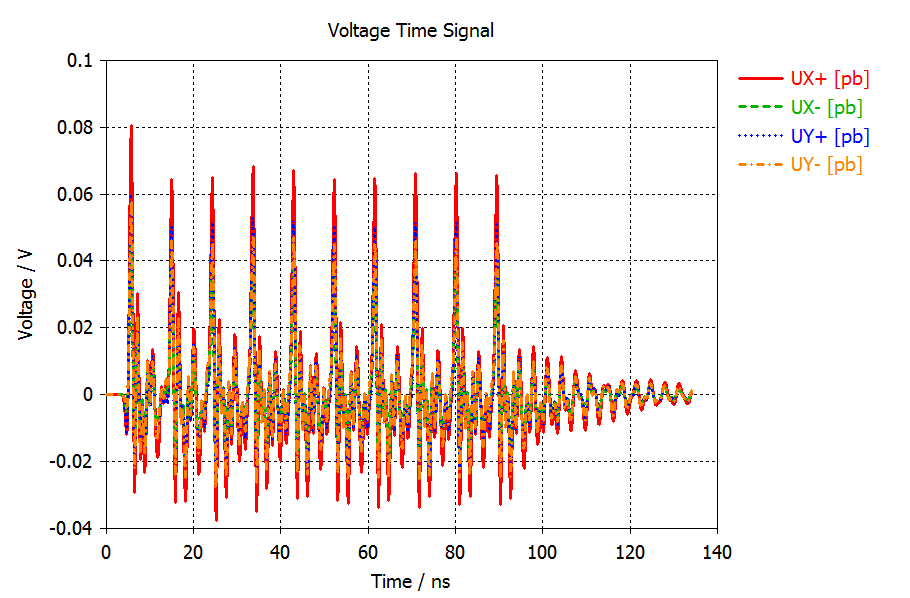 Voltage Time Signal
0.1
0.08
0.06
0.04
0.02
0
-0.02
-0.04
Voltage / V
0 20 40 60 80 100 120 140
Time / ns
UX+ [pb]
UX- [pb]
UY+ [pb]
UY- [pb]